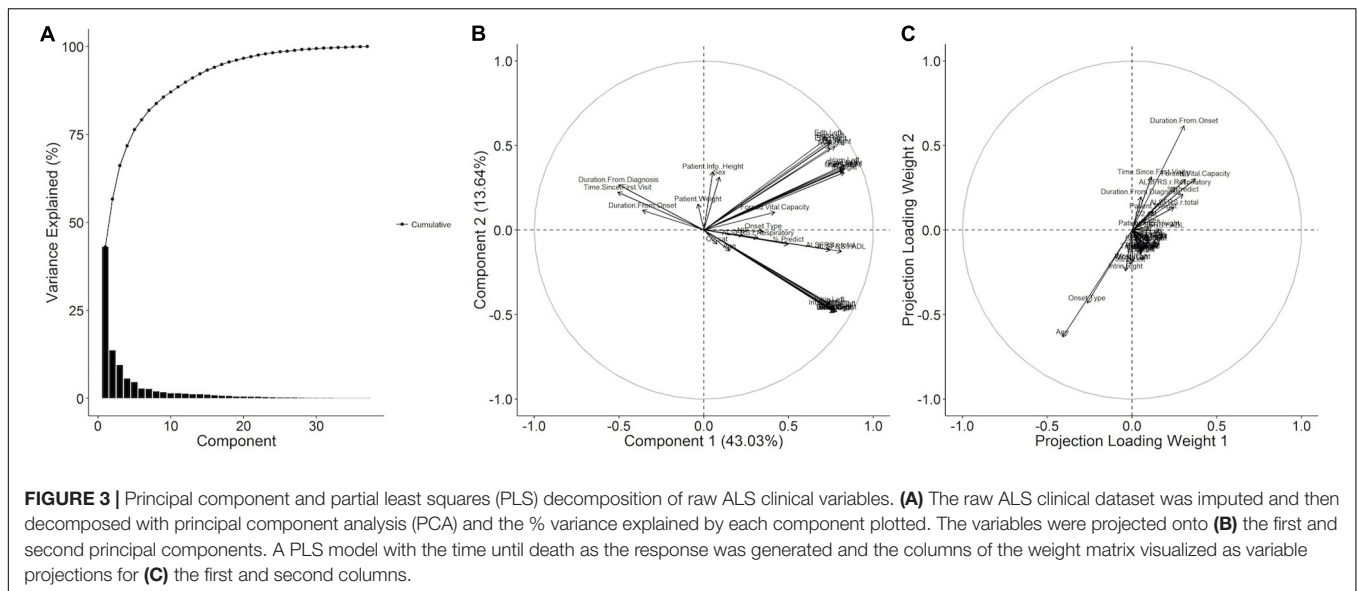 A
100
75
50
25
0
Variance Explained (%)
0
10
20
30
Component
Cumulative
B
1.0
0.5
0.0
-0.5
-1.0
Component 2 (13.64%)
Patient.Info..Height
Sex
Duration.From.Diagnosis
Time.Since.First.Visit
Patient.Weight
Duration.From.Onset
Forced.Vital.Capacity
Onset.Type
Predict
-1.0
-0.5
0.0
0.5
1.0
Component 1 (43.03%)
C
1.0
0.5
0.0
-0.5
-1.0
Projection Loading Weight 2
Duration.From.Onset
Time.Since.First.Visit
Vital.Capacity
Duration.From.Diagnosis
Intrin.Right
Onset.Type
Age
-1.0
-0.5
0.0
0.5
1.0
Projection Loading Weight 1
FIGURE 3 | Principal component and partial least squares (PLS) decomposition of raw ALS clinical variables. (A) The raw ALS clinical dataset was imputed and then
decomposed with principal component analysis (PCA) and the % variance explained by each component plotted. The variables were projected onto (B) the first and
second principal components. A PLS model with the time until death as the response was generated and the columns of the weight matrix visualized as variable
projections for (C) the first and second columns.